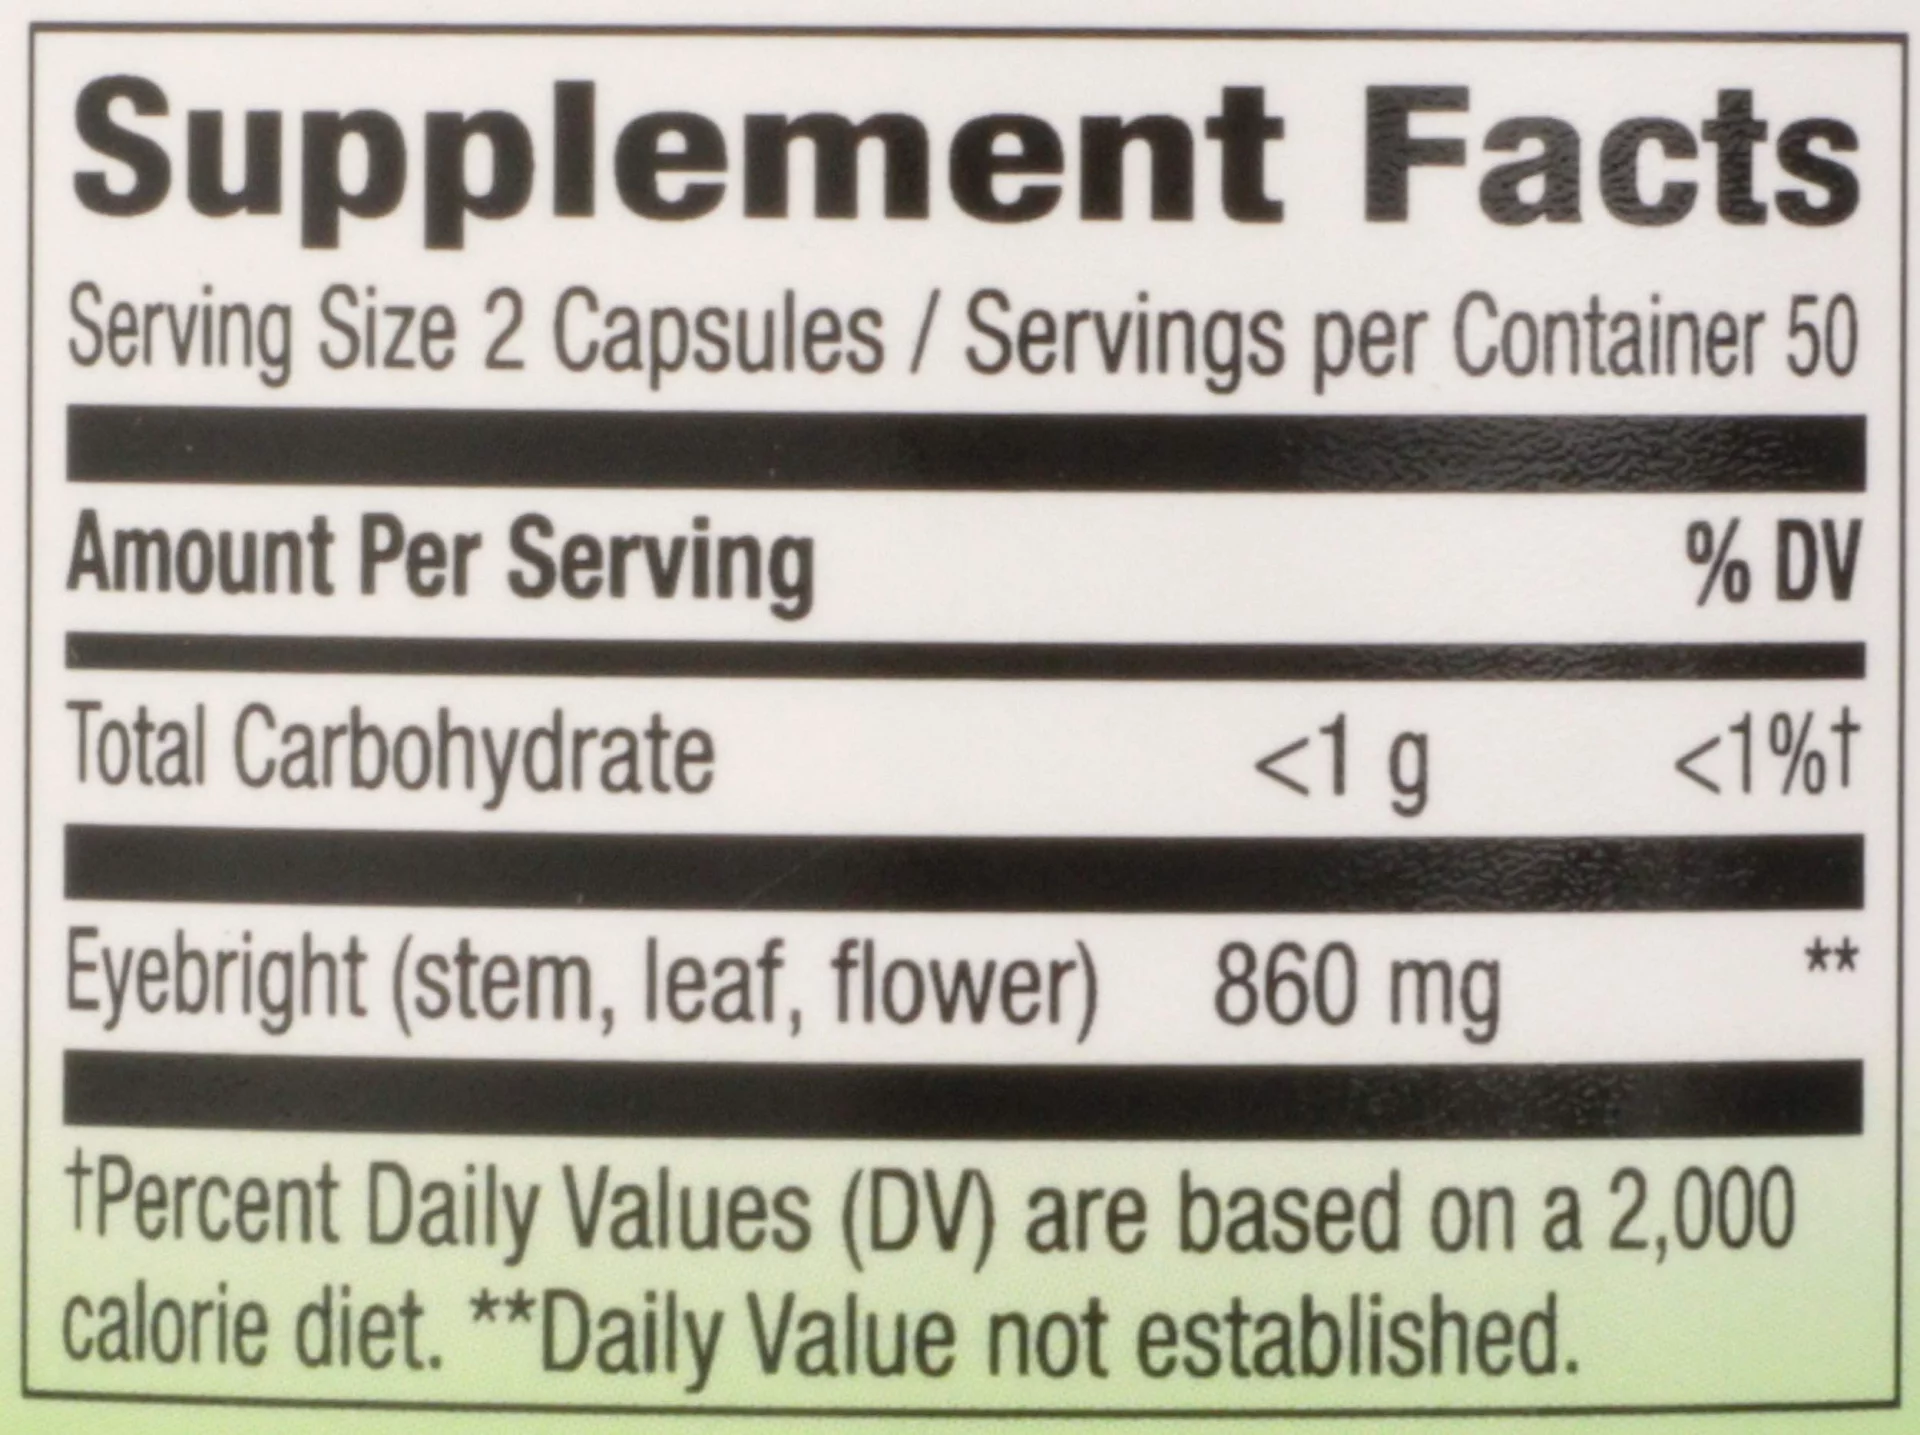 Supplement Facts
Serving Size 2 Capsules / Servings per Container 50
Amount Per Serving % DV
Total Carbohydrate <1 g <1%†
Eyebright (stem, leaf, flower) 860 mg **
†Percent Daily Values (DV) are based on a 2,000
calorie diet. **Daily Value not established.